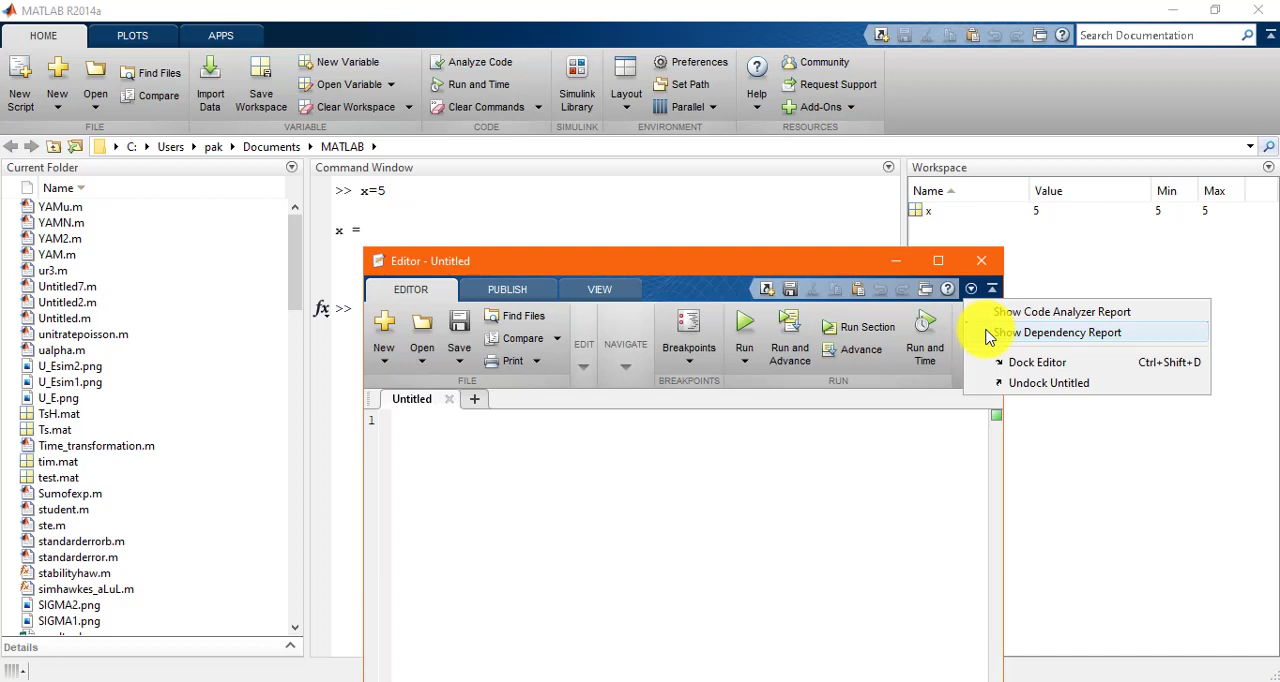 MATLAB R2014a
HOME PLOTS APPS
Search Documentation
New Script
New
Open
Find Files
Compare
FILE
Import Data
Save Workspace
New Variable
Open Variable
Clear Workspace
VARIABLE
Analyze Code
Run and Time
Clear Commands
CODE
Simulink Library
SIMULINK
Layout
Preferences
Set Path
Parallel
ENVIRONMENT
Help
Community
Request Support
Add-Ons
RESOURCES
C: Users pak Documents MATLAB
Current Folder
Name
YAMu.m
YAMN.m
YAM2.m
YAM.m
ur3.m
Untitled7.m
Untitled2.m
Untitled.m
unitratepoisson.m
ualpha.m
U_Esim2.png
U_Esim1.png
U_E.png
TsH.mat
Ts.mat
Time_transformation.m
tim.mat
test.mat
Sumofexp.m
student.m
ste.m
standarderrorb.m
standarderror.m
stabilityhaw.m
simhawkes_aLuL.m
SIGMA2.png
SIGMA1.png
Details
Command Window
>> x=5
x =
fx >>
Workspace
Name Value Min Max
x 5 5 5
Editor - Untitled
EDITOR PUBLISH VIEW
New
Open
Save
Find Files
Compare
Print
FILE
EDIT
NAVIGATE
Breakpoints
BREAKPOINTS
Run
Run and Advance
Run Section
Advance
Run and Time
RUN
Untitled
1
Show Code Analyzer Report
Show Dependency Report
Dock Editor Ctrl+Shift+D
Undock Untitled